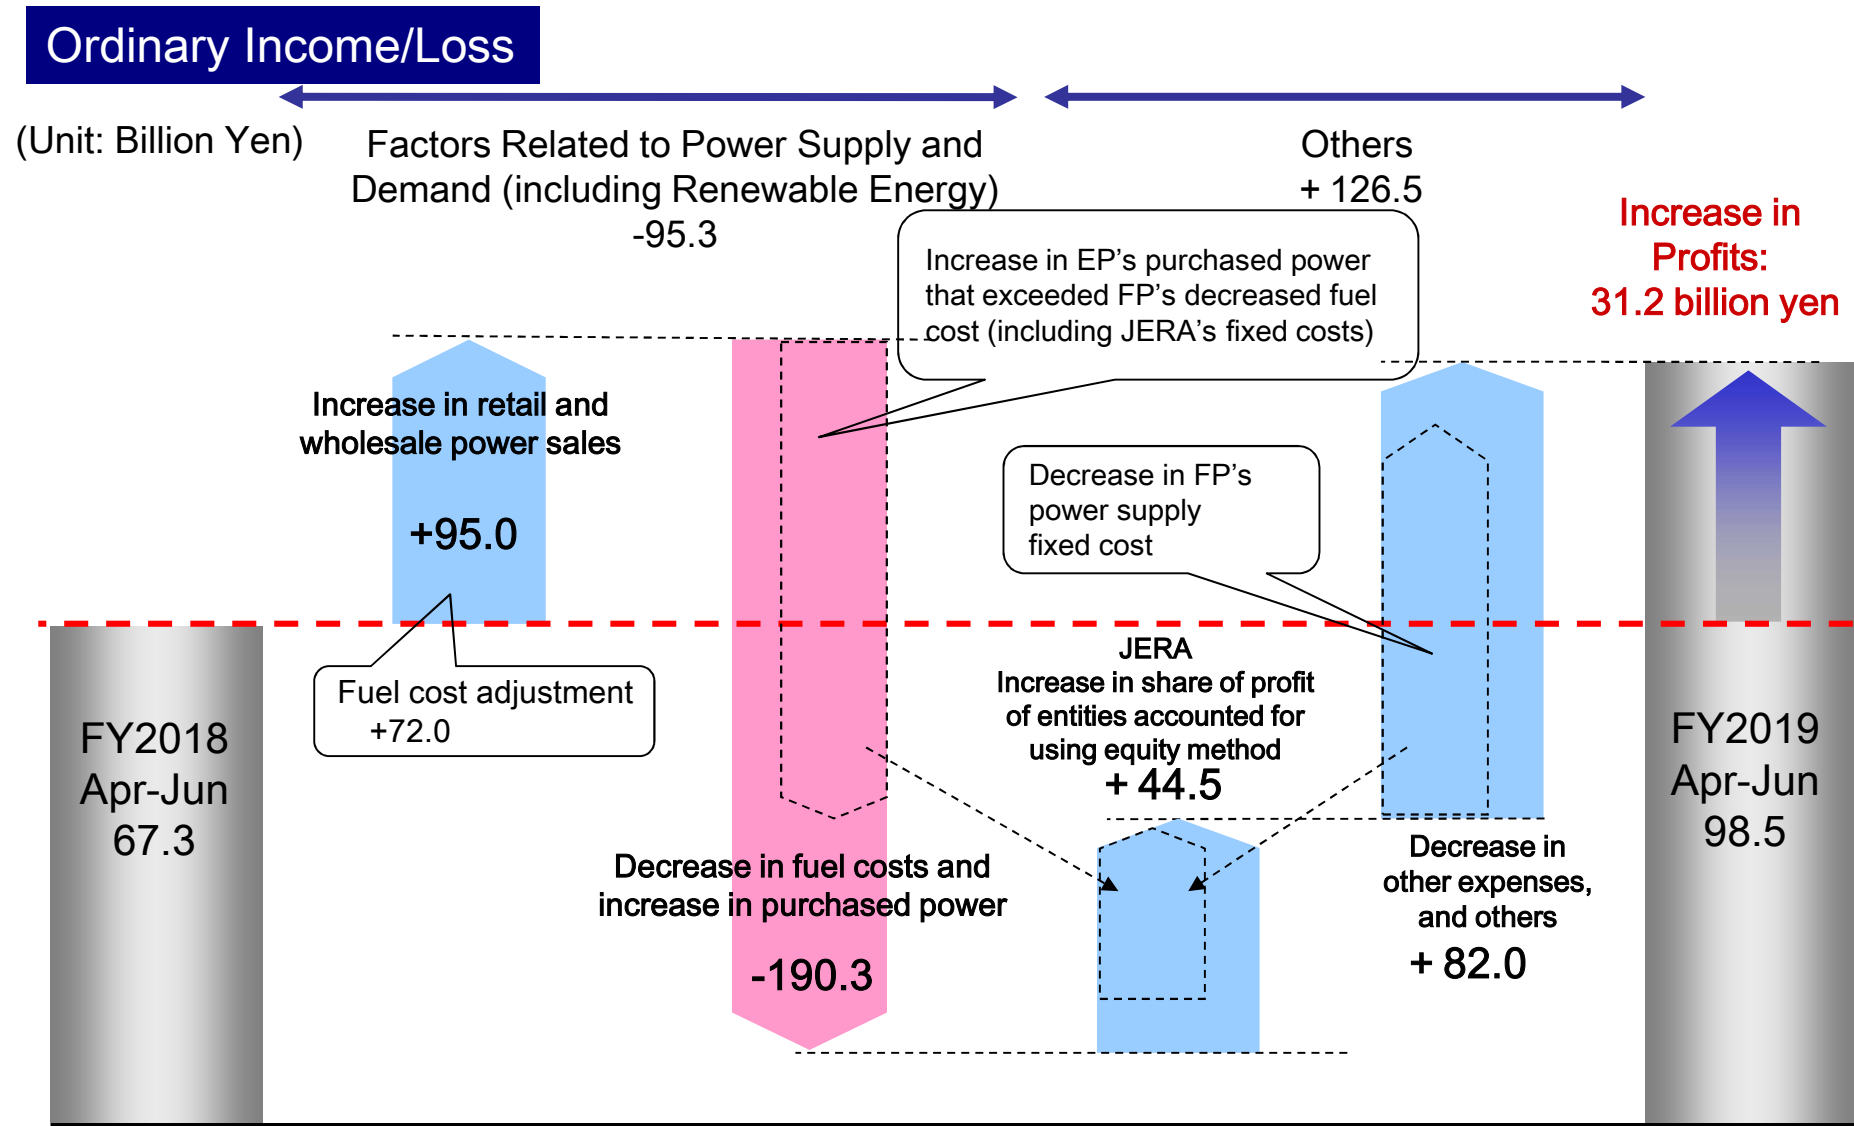 Ordinary Income/Loss
(Unit: Billion Yen)
Factors Related to Power Supply and
Demand (including Renewable Energy)
-95.3
Others
+ 126.5
Increase in
Profits:
31.2 billion yen
Increase in EP’s purchased power
that exceeded FP’s decreased fuel
cost (including JERA’s fixed costs)
Increase in retail and
wholesale power sales
+95.0
Decrease in FP’s
power supply
fixed cost
Fuel cost adjustment
+72.0
FY2018
Apr-Jun
67.3
JERA
Increase in share of profit
of entities accounted for
using equity method
+ 44.5
FY2019
Apr-Jun
98.5
Decrease in fuel costs and
increase in purchased power
-190.3
Decrease in
other expenses,
and others
+ 82.0